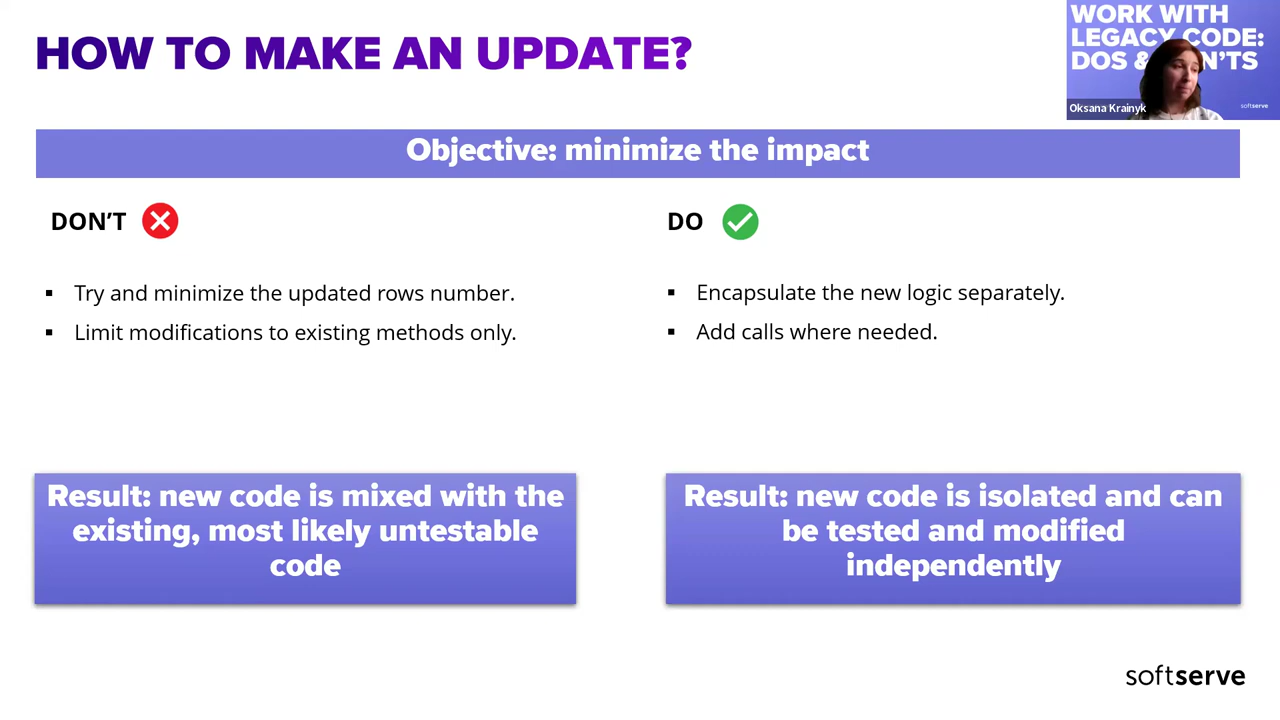 HOW TO MAKE AN UPDATE?
WORK WITH
LEGACY CODE:
DOS & N'TS
Oksana Krainyk
softserve
Objective: minimize the impact
DON'T
Try and minimize the updated rows number.
Limit modifications to existing methods only.
DO
Encapsulate the new logic separately.
Add calls where needed.
Result: new code is mixed with the
existing, most likely untestable
code
Result: new code is isolated and can
be tested and modified
independently
softserve